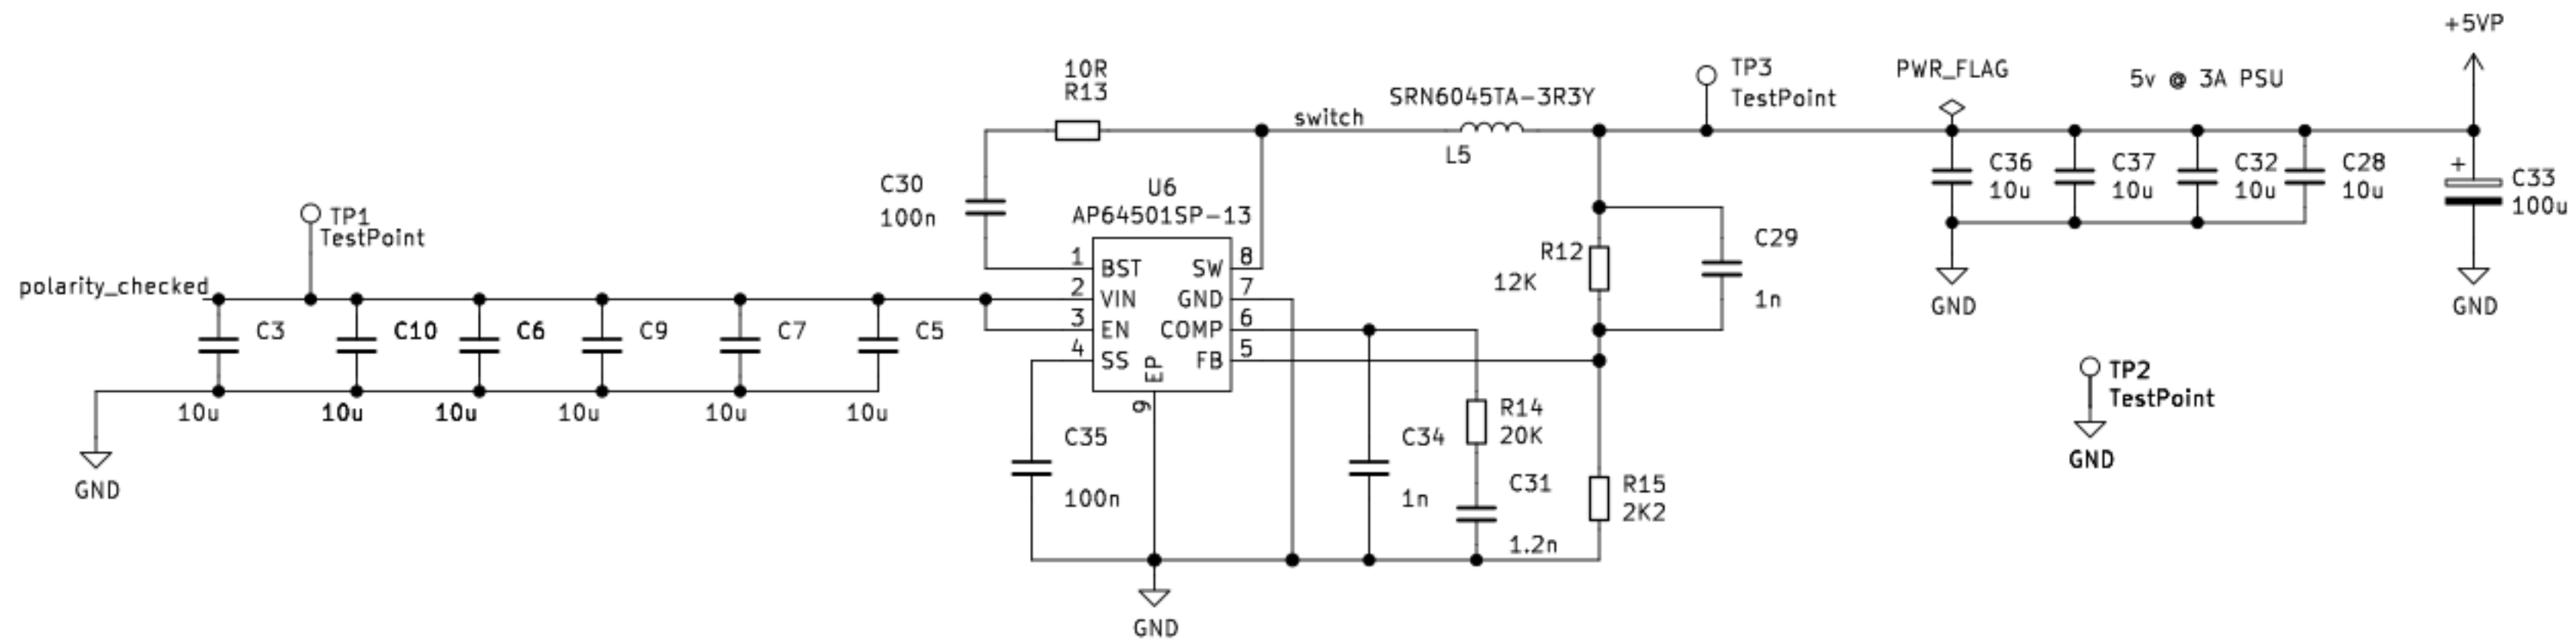 +5VP
10R
R13
TP3
TestPoint
PWR_FLAG
5v @ 3A PSU
SRN6045TA-3R3Y
switch
L5
C36
10u
C37
10u
C32
10u
C28
10u
+
C33
100u
GND
GND
C30
100n
U6
AP64501SP-13
TP1
TestPoint
polarity_checked
C3
C10
C6
C9
C7
C5
10u
10u
10u
10u
10u
10u
GND
1
BST
2
VIN
3
EN
4
SS
EP
9
SW
8
GND
7
COMP
6
FB
5
R12
12K
C29
1n
TP2
TestPoint
GND
C35
100n
C34
1n
R14
20K
C31
1.2n
R15
2K2
GND